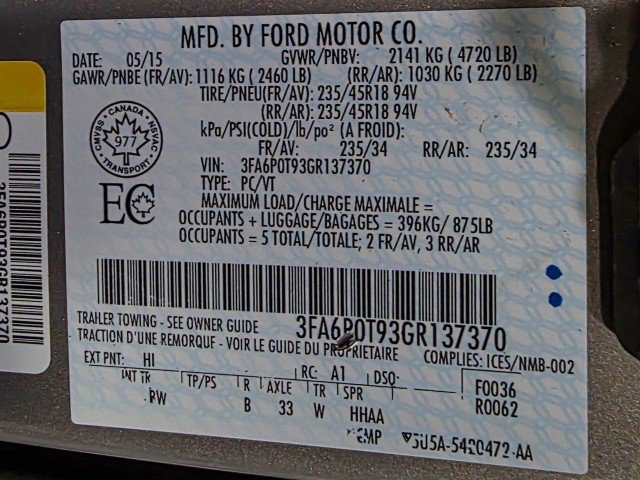 MFD. BY FORD MOTOR CO.
DATE: 05/15 GVWR/PNBV: 2141 KG ( 4720 LB)
GAWR/PNBE (FR/AV): 1116 KG ( 2460 LB) (RR/AR): 1030 KG ( 2270 LB)
TIRE/PNEU(FR/AV): 235/45R18 94V
(RR/AR): 235/45R18 94V
kPa/PSI(COLD)/lb/po² (A FROID):
FR/AV: 235/34 RR/AR: 235/34
CANADA
CMVSS NSVAC
977
TRANSPORT
VIN: 3FA6P0T93GR137370
TYPE: PC/VT
EC
MAXIMUM LOAD/CHARGE MAXIMALE =
OCCUPANTS + LUGGAGE/BAGAGES = 396KG/ 875LB
OCCUPANTS = 5 TOTAL/TOTALE; 2 FR/AV, 3 RR/AR
3FA6P0T93GR137370
TRAILER TOWING - SEE OWNER GUIDE 3FA6P0T93GR137370
TRACTION D'UNE REMORQUE - VOIR LE GUIDE DU PROPRIETAIRE COMPLIES: ICES/NMB-002
EXT PNT: HI RC: A1 DSO: F0036
INT TR TP/PS R AXLE TR SPR R0062
RW B 33 W HHAA
5U5A-5420472-AA